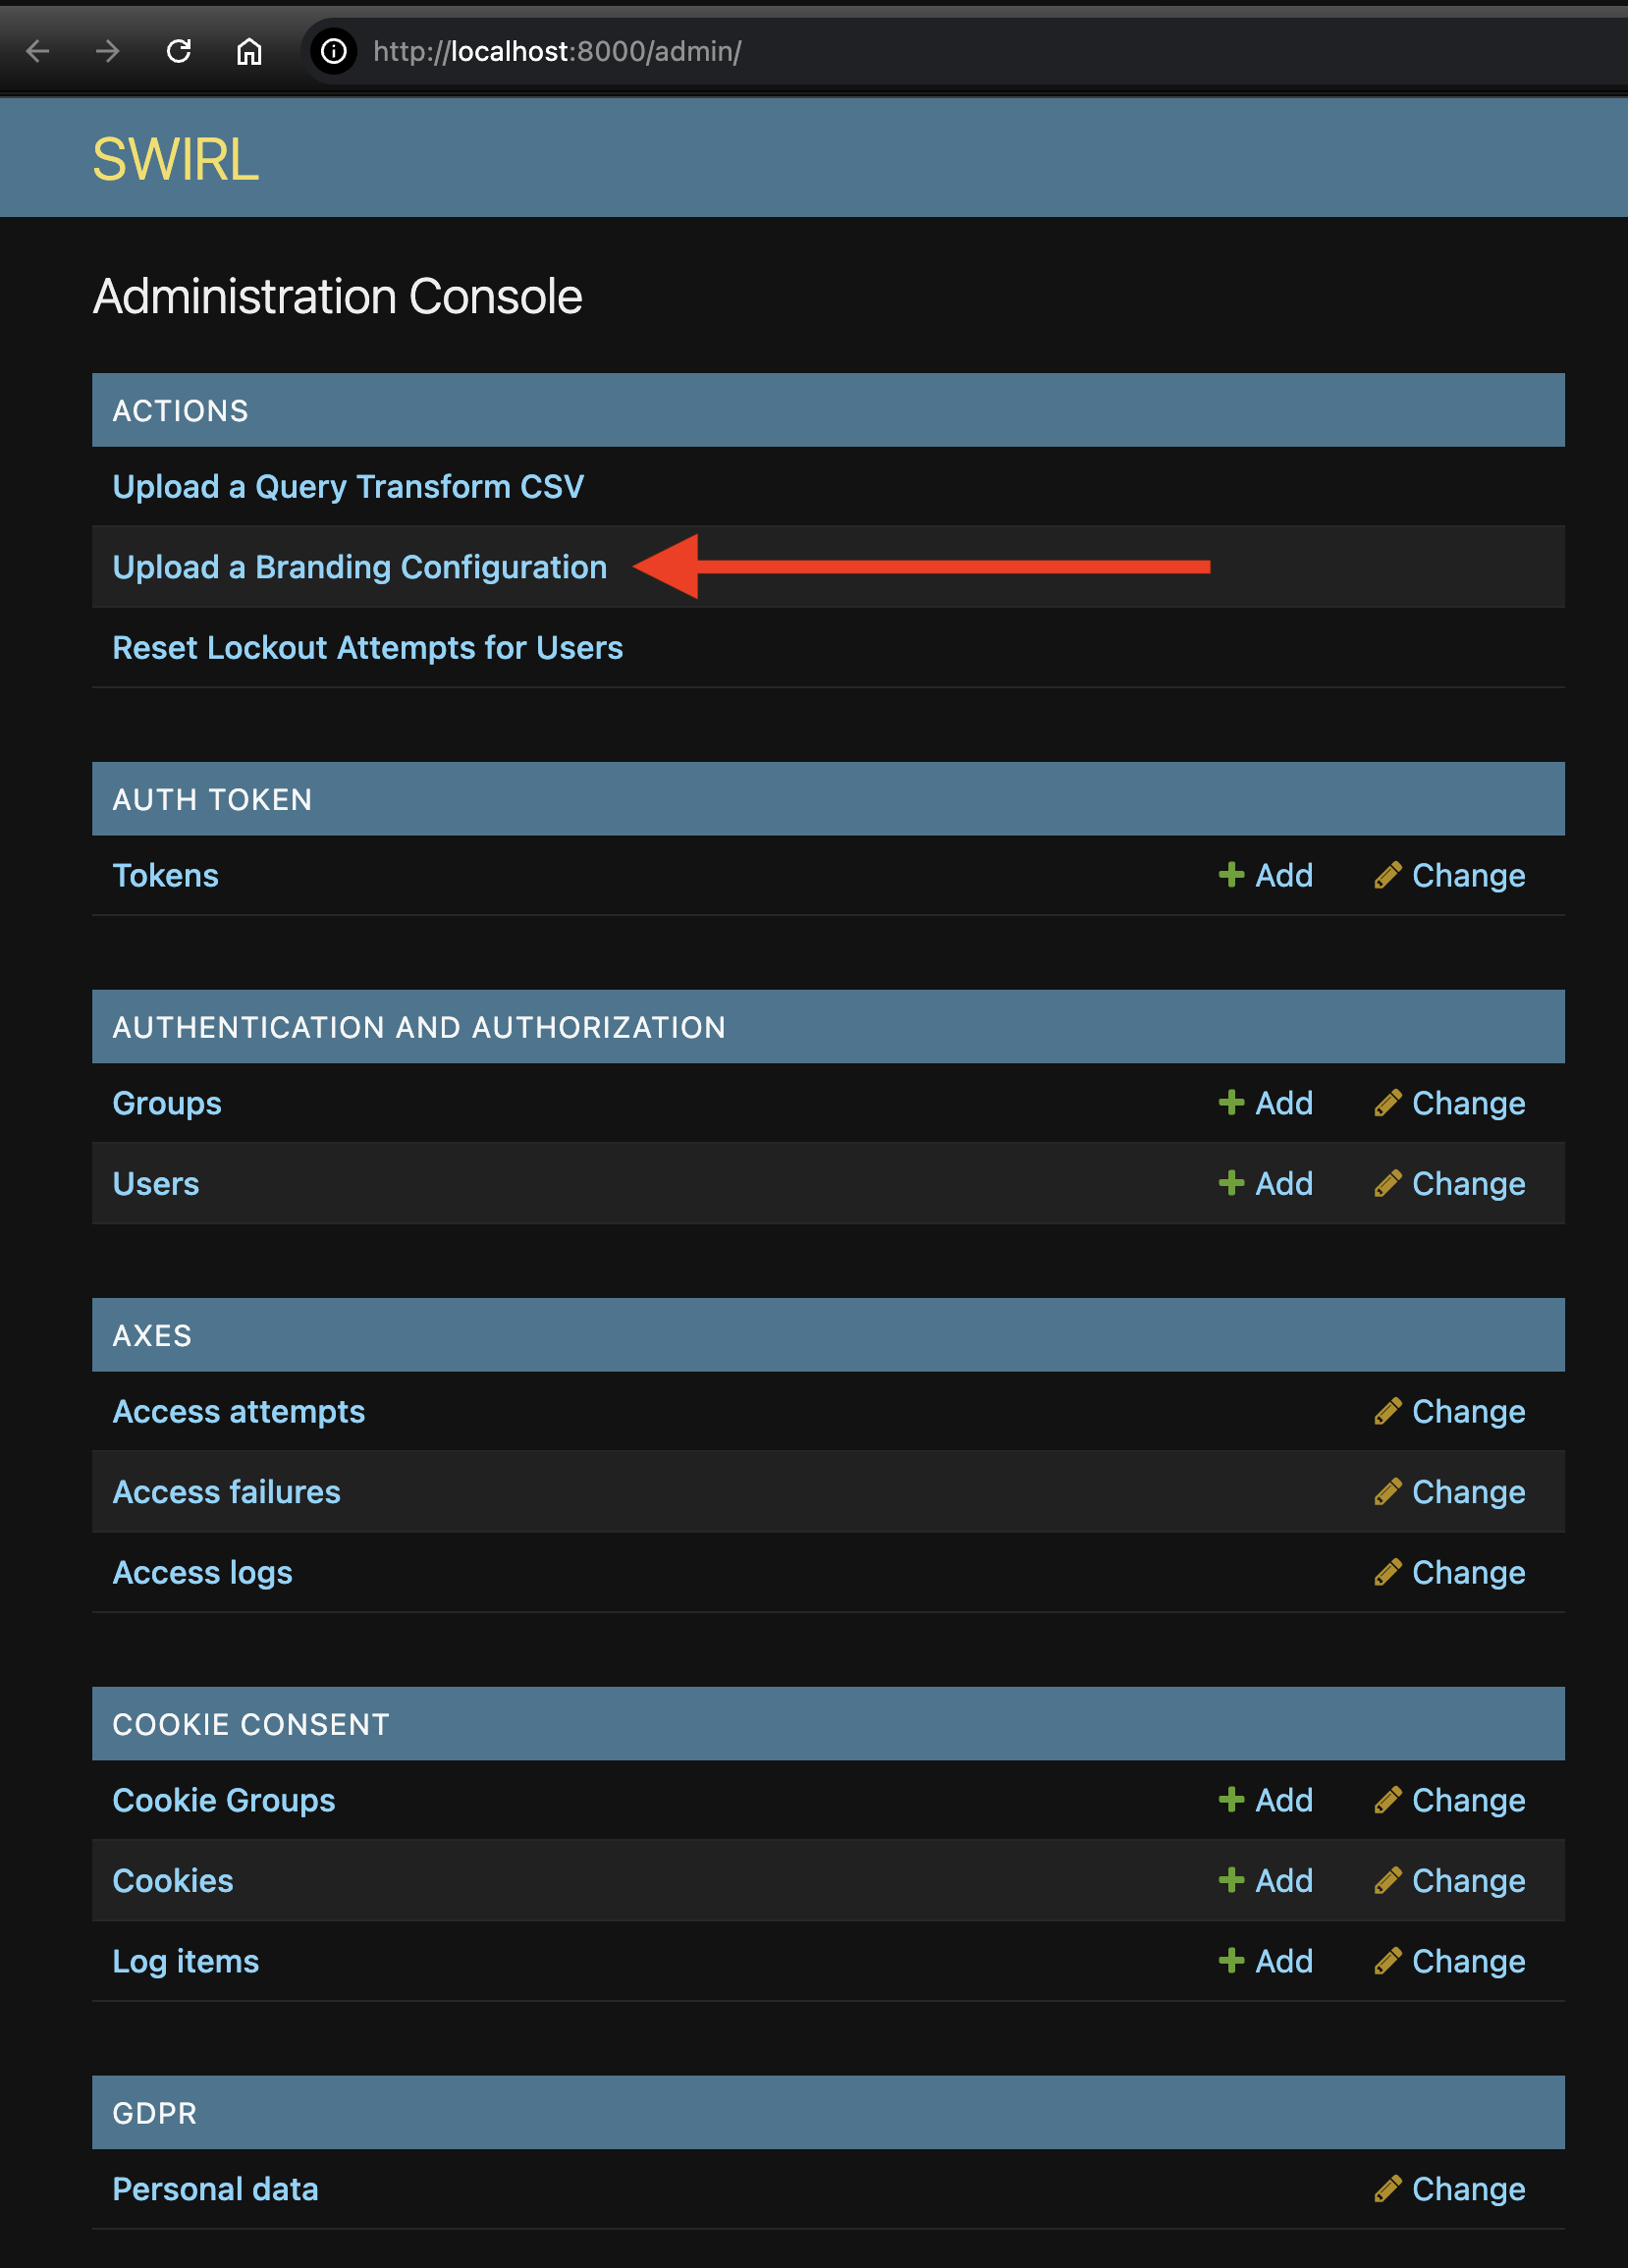 http://localhost:8000/admin/
SWIRL
Administration Console
ACTIONS
Upload a Query Transform CSV
Upload a Branding Configuration
Reset Lockout Attempts for Users
AUTH TOKEN
Tokens Add Change
AUTHENTICATION AND AUTHORIZATION
Groups Add Change
Users Add Change
AXES
Access attempts Change
Access failures Change
Access logs Change
COOKIE CONSENT
Cookie Groups Add Change
Cookies Add Change
Log items Add Change
GDPR
Personal data Change